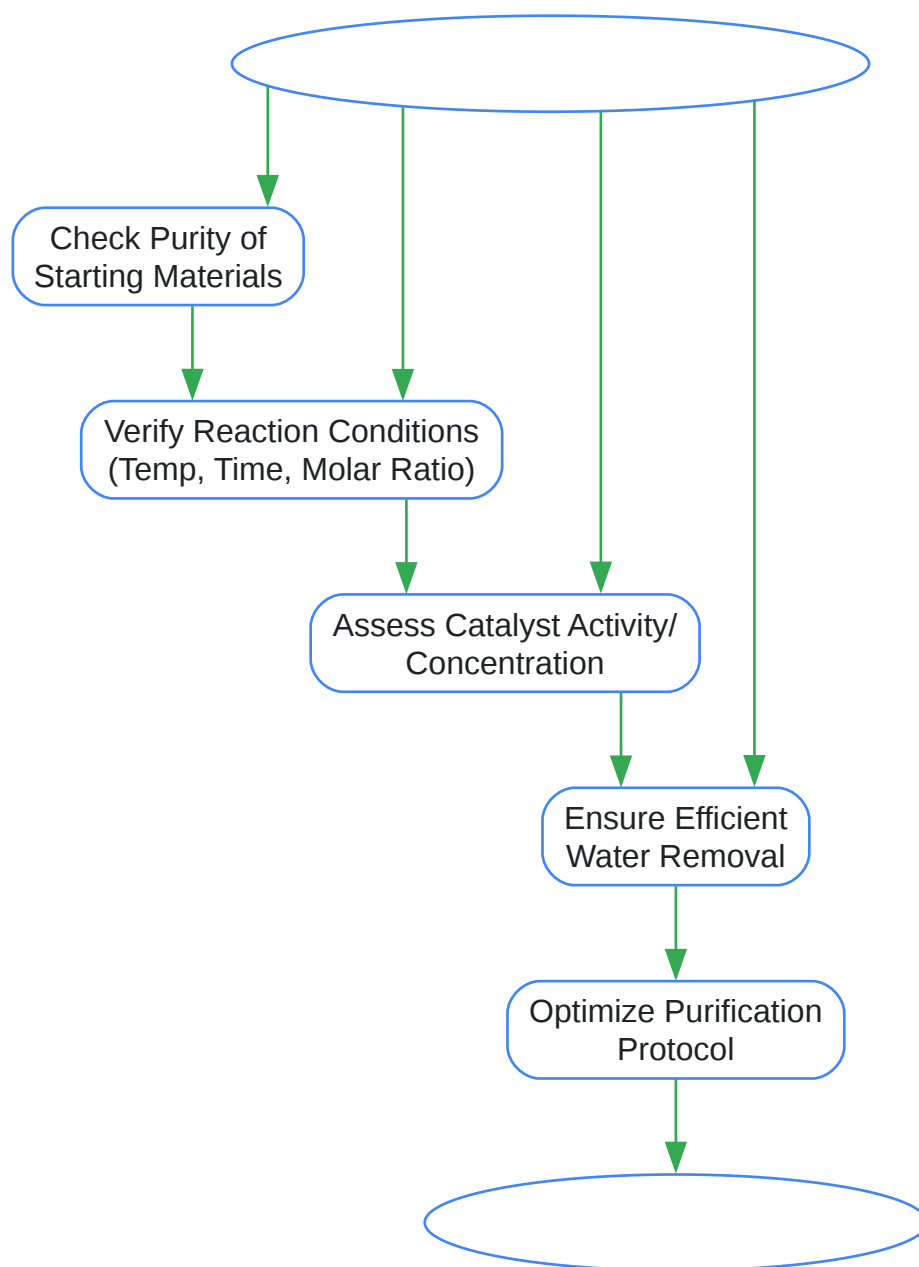 Check Purity of
Starting Materials
Verify Reaction Conditions
(Temp, Time, Molar Ratio)
Assess Catalyst Activity/
Concentration
Ensure Efficient
Water Removal
Optimize Purification
Protocol